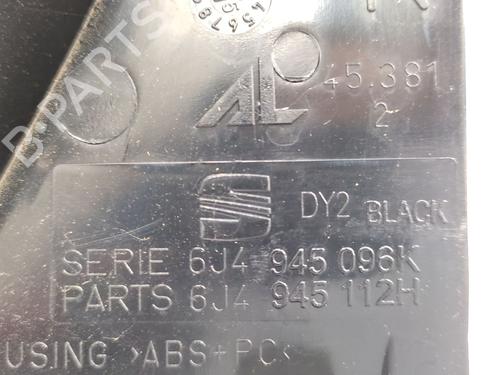 45.381
2
DY2 BLACK
SERIE 6J4 945 096K
PARTS 6J4 945 112H
USING >ABS+PC<
B-PARTS